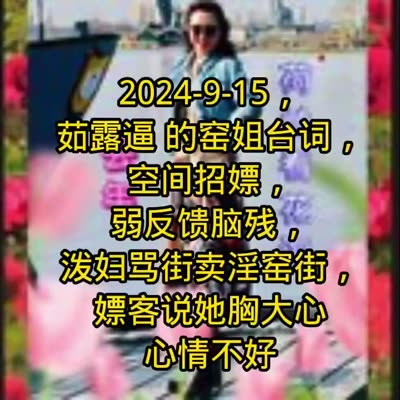 2024-9-15，
茹露逼 的窑姐台词，
空间招嫖，
弱反馈脑残，
泼妇骂街卖淫窑街，
嫖客说她胸大心
心情不好